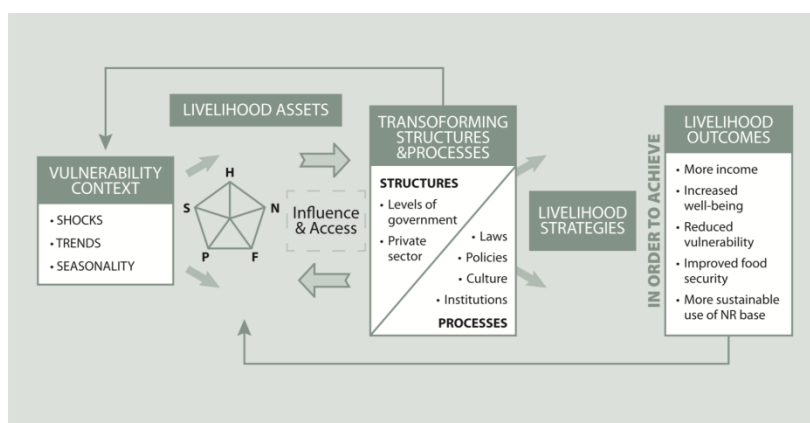 LIVELIHOOD ASSETS
VULNERABILITY
CONTEXT
• SHOCKS
• TRENDS
• SEASONALITY
H
S
N
P
F
Influence
& Access
TRANSOFORMING
STRUCTURES
&PROCESSES
STRUCTURES
• Levels of
government
• Private
sector
• Laws
• Policies
• Culture
• Institutions
PROCESSES
LIVELIHOOD
STRATEGIES
IN ORDER TO ACHIEVE
LIVELIHOOD
OUTCOMES
• More income
• Increased
well-being
• Reduced
vulnerability
• Improved food
security
• More sustainable
use of NR base